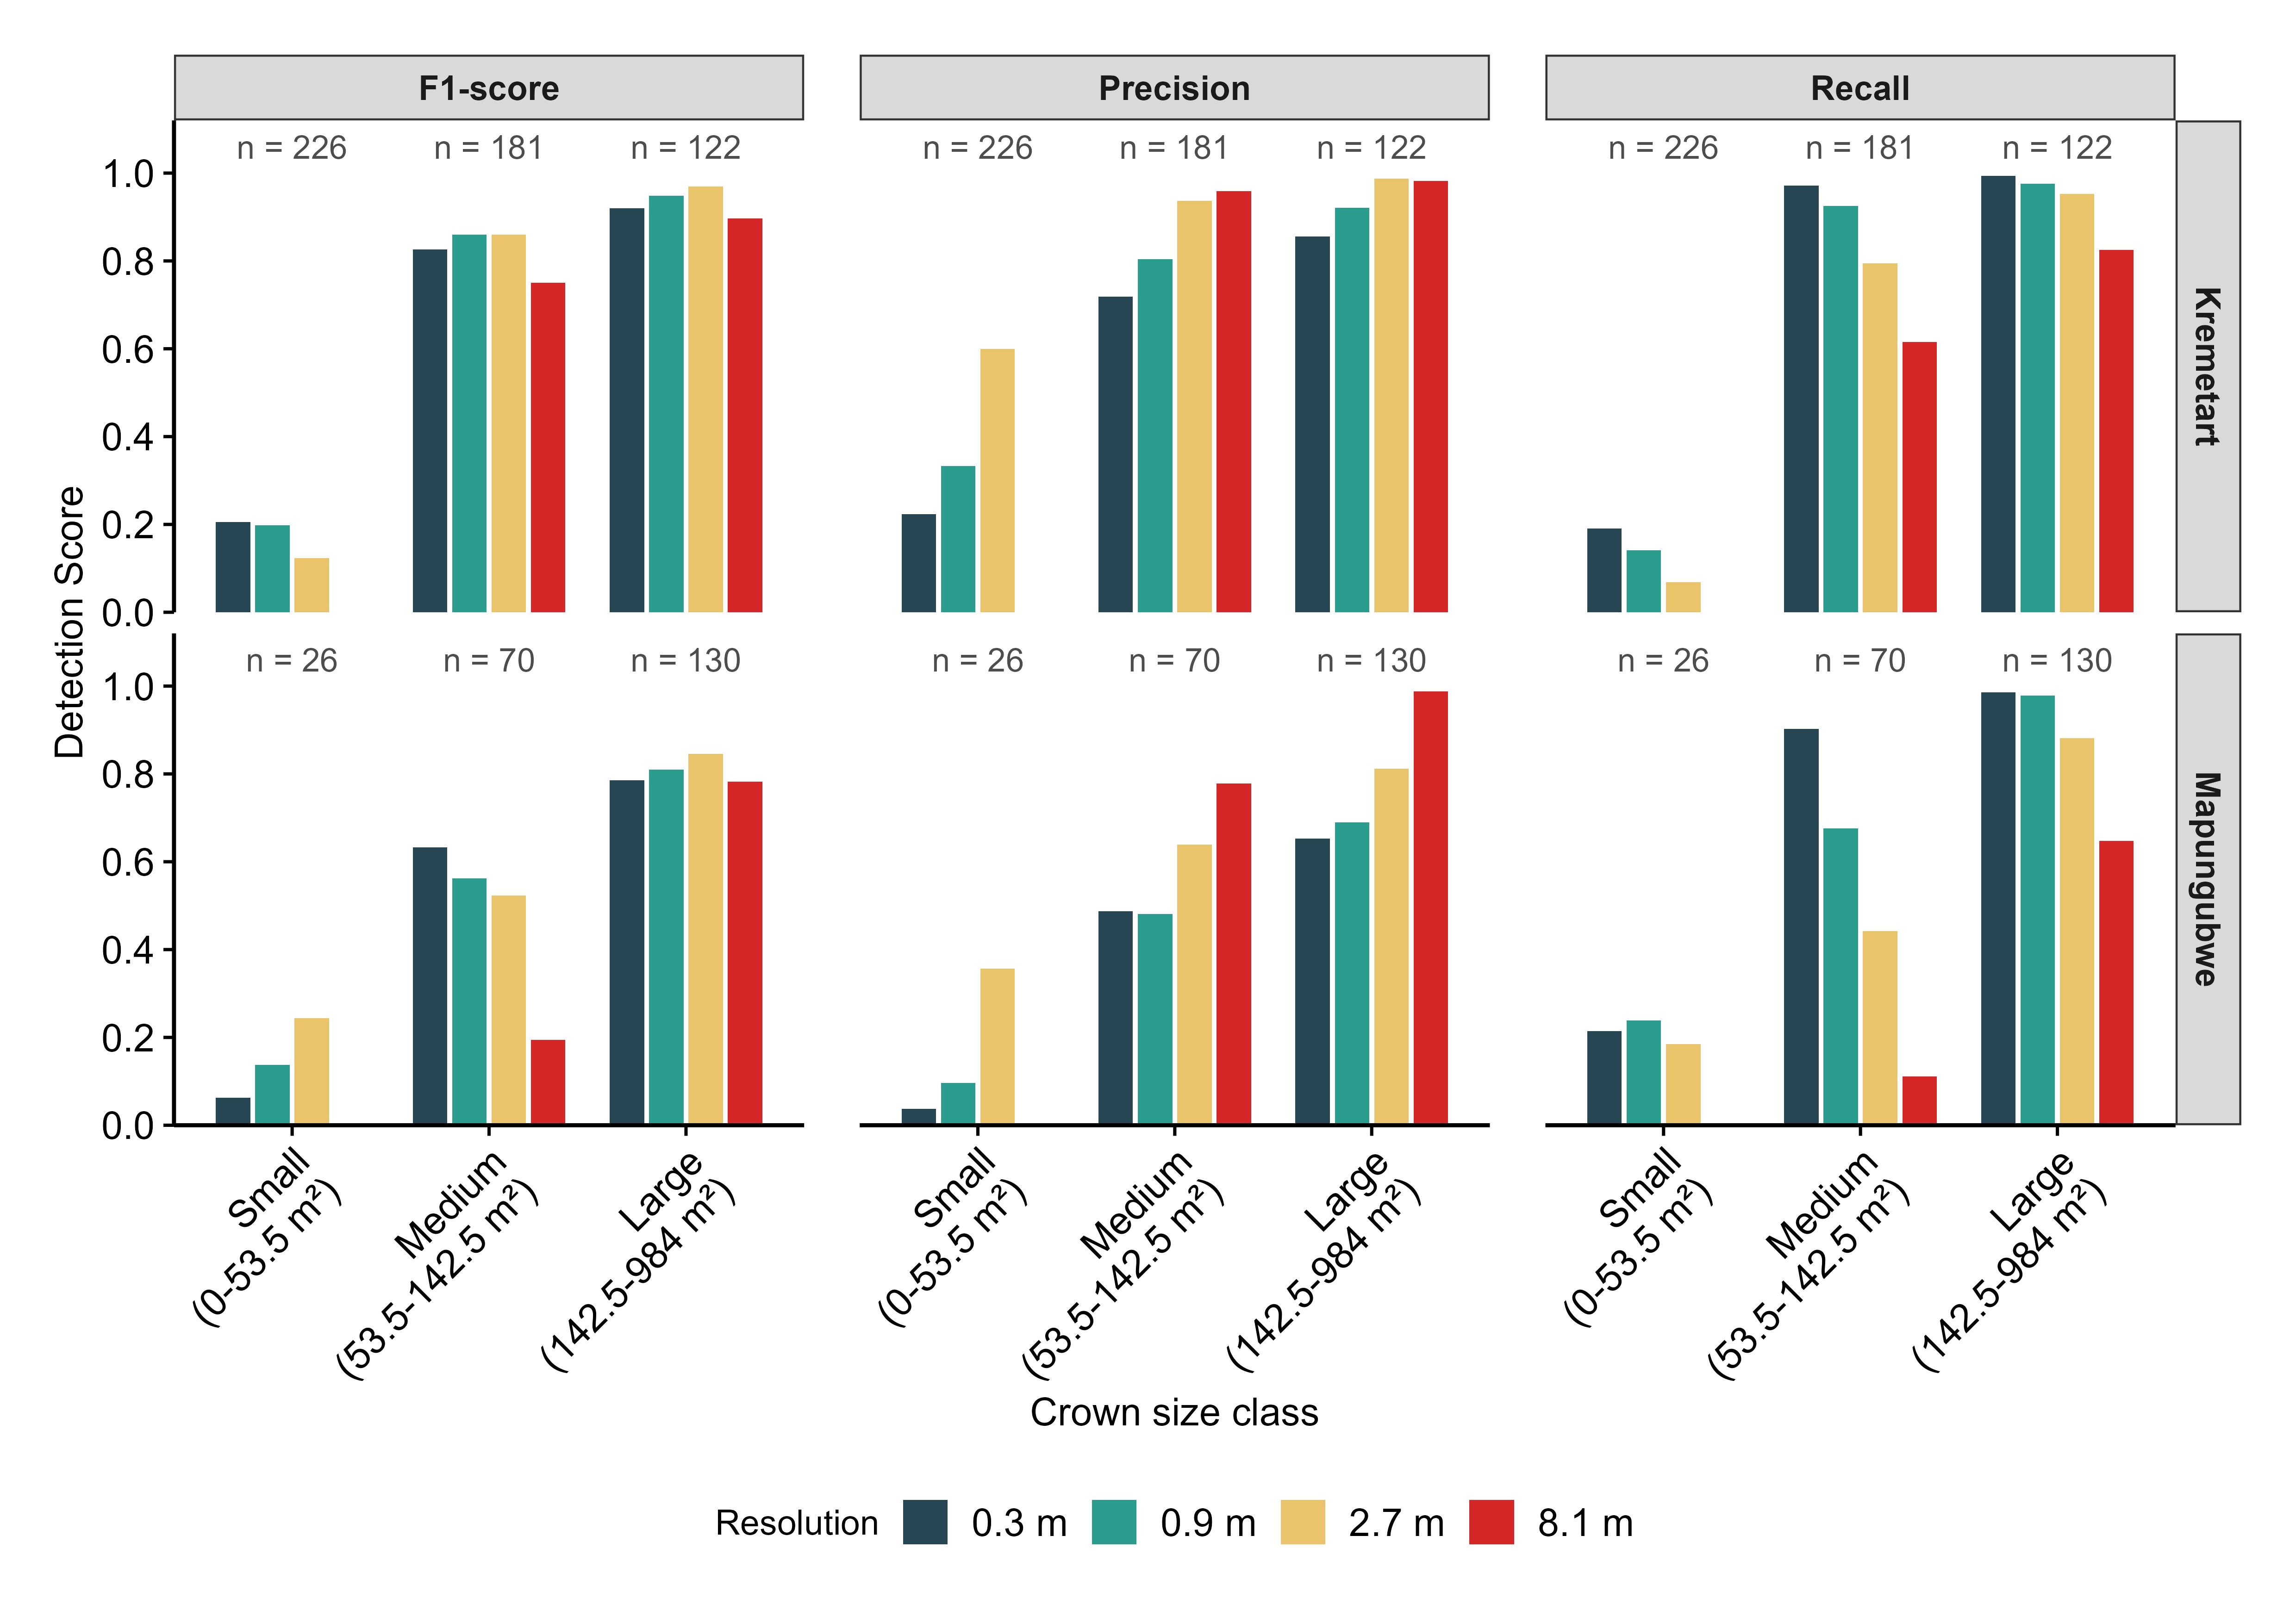 F1-score
Precision
Recall
n = 226
n = 181
n = 122
n = 226
n = 181
n = 122
n = 226
n = 181
n = 122
1.0
0.8
0.6
0.4
0.2
0.0
Kremetart
Detection Score
n = 26
n = 70
n = 130
n = 26
n = 70
n = 130
n = 26
n = 70
n = 130
1.0
0.8
0.6
0.4
0.2
0.0
Mapungubwe
Small
(0-53.5 m²)
Medium
(53.5-142.5 m²)
Large
(142.5-984 m²)
Small
(0-53.5 m²)
Medium
(53.5-142.5 m²)
Large
(142.5-984 m²)
Small
(0-53.5 m²)
Medium
(53.5-142.5 m²)
Large
(142.5-984 m²)
Crown size class
Resolution
0.3 m
0.9 m
2.7 m
8.1 m